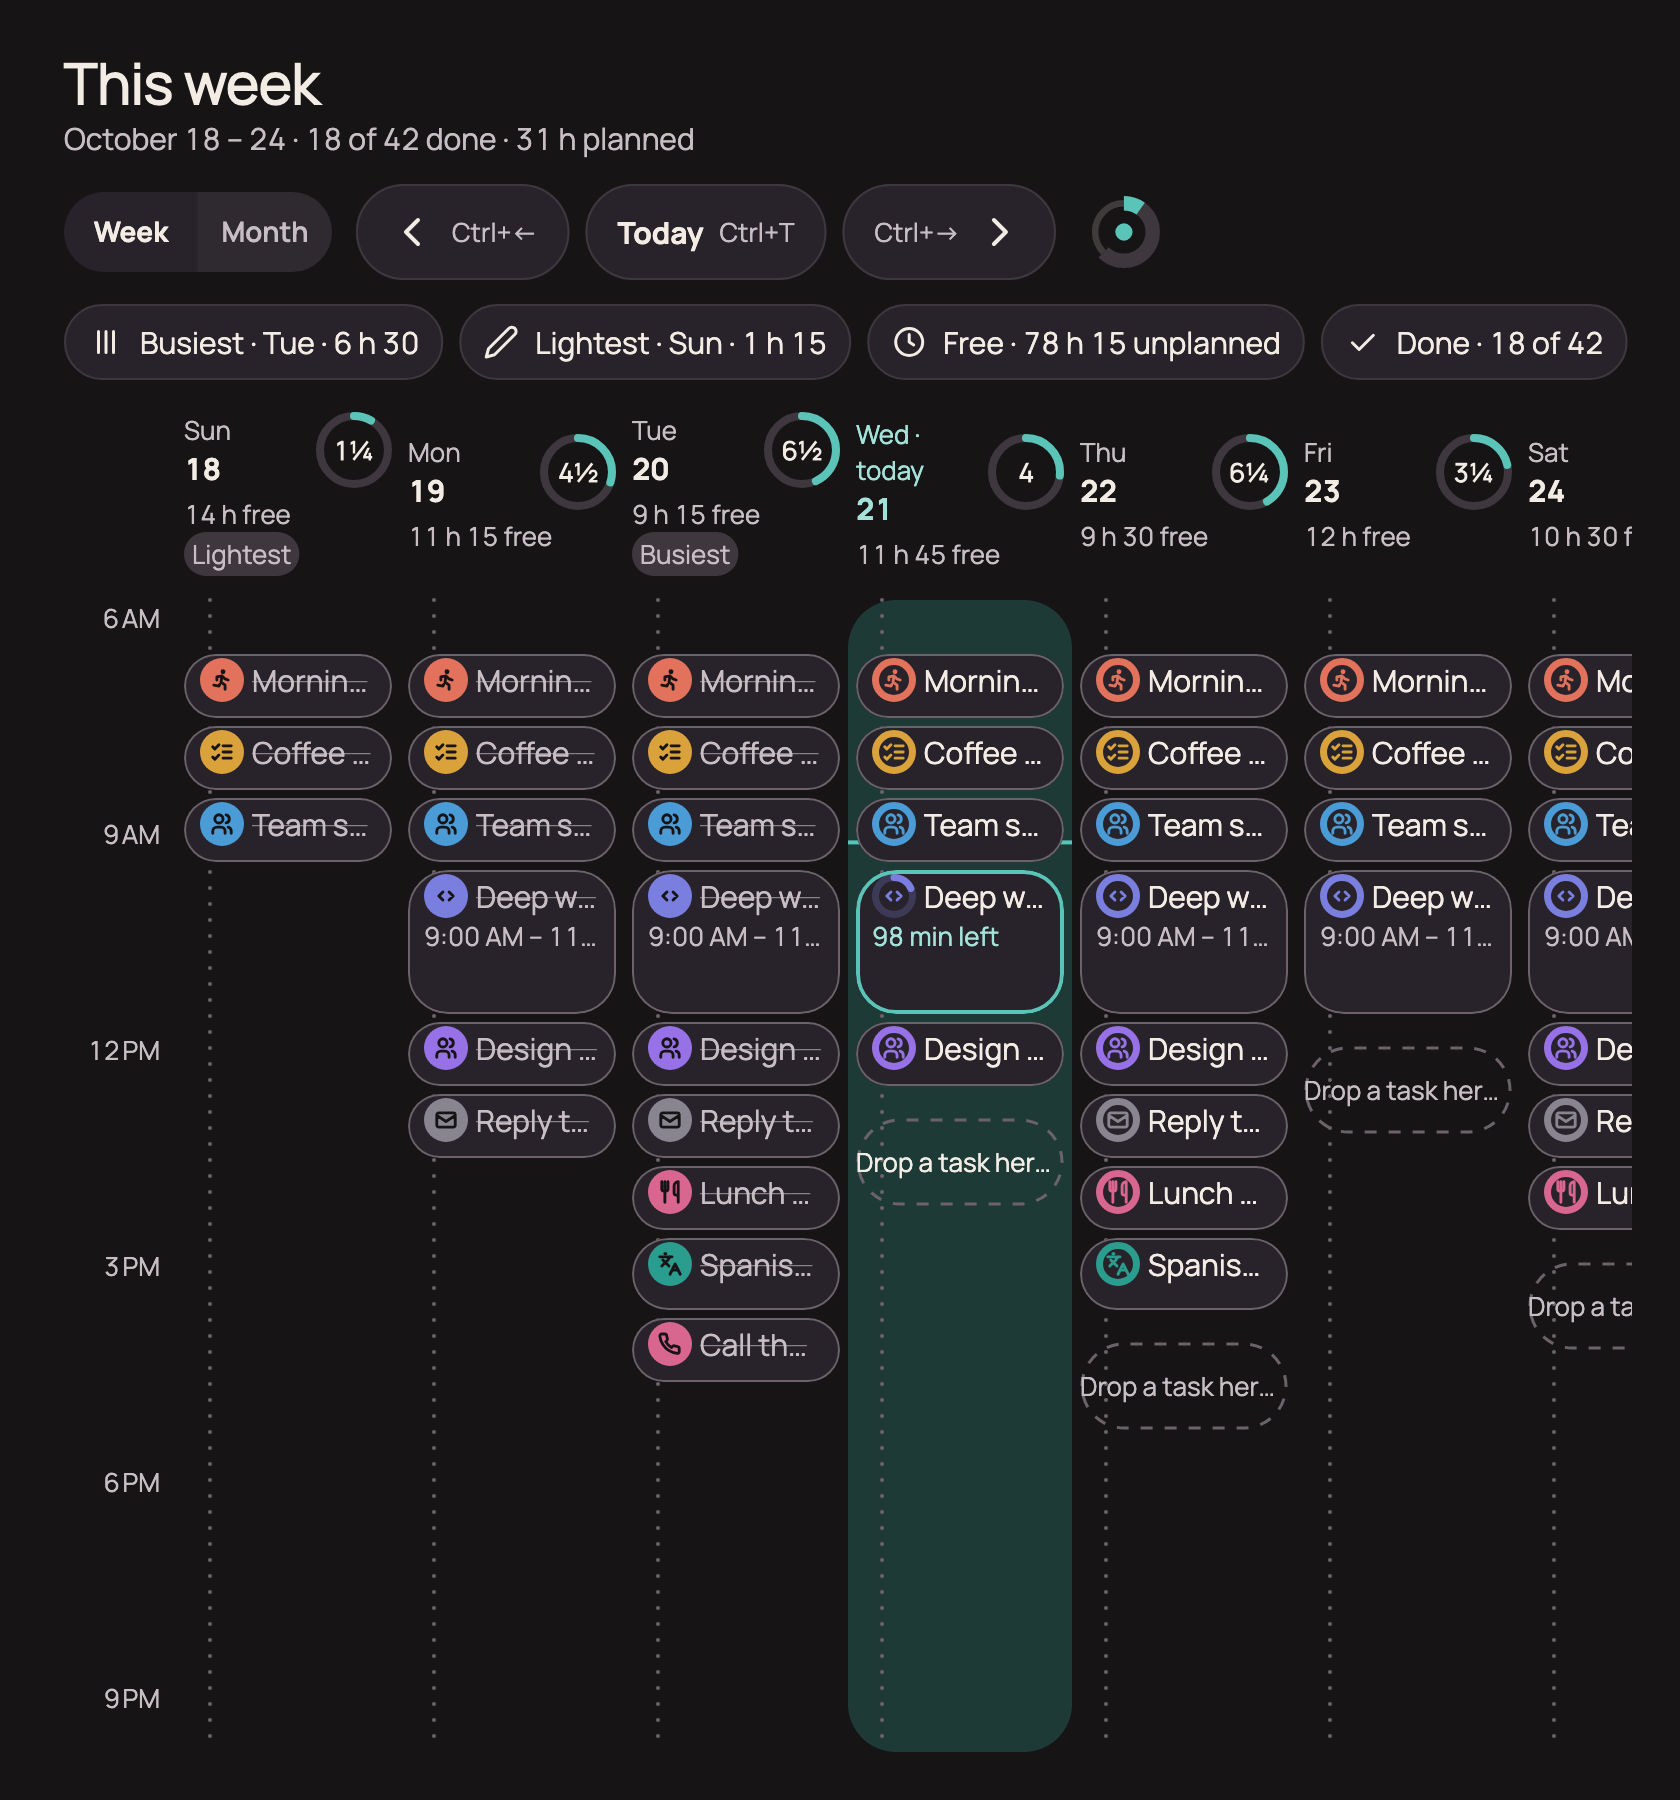 This week
October 18 – 24 · 18 of 42 done · 31 h planned
Week Month Ctrl+← Today Ctrl+T Ctrl+→
Busiest · Tue · 6 h 30 Lightest · Sun · 1 h 15 Free · 78 h 15 unplanned Done · 18 of 42
Sun
18
1¼
14 h free
Lightest
Mon
19
4½
11 h 15 free
Tue
20
6½
9 h 15 free
Busiest
Wed ·
today
21
4
11 h 45 free
Thu
22
6¼
9 h 30 free
Fri
23
3¼
12 h free
Sat
24
10 h 30 f
6 AM
Mornin... Mornin... Mornin... Mornin... Mornin... Mornin... Mo
Coffee ... Coffee ... Coffee ... Coffee ... Coffee ... Coffee ... Co
9 AM
Team s... Team s... Team s... Team s... Team s... Team s... Tea
Deep w... Deep w... Deep w... Deep w... Deep w... De
9:00 AM – 11... 9:00 AM – 11... 98 min left 9:00 AM – 11... 9:00 AM – 11... 9:00 AM
12 PM
Design ... Design ... Design ... Design ... De
Drop a task her...
Reply t... Reply t... Reply t... Re
Drop a task her...
Lunch ... Lunch ... Lu
3 PM
Spanis... Spanis...
Drop a ta
Call th...
Drop a task her...
6 PM
9 PM